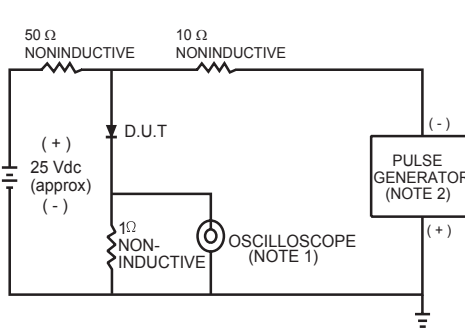 50 Ω
NONINDUCTIVE
10 Ω
NONINDUCTIVE
( + )
25 Vdc
(approx)
( - )
D.U.T
1Ω
NON-
INDUCTIVE
OSCILLOSCOPE
(NOTE 1)
( - )
PULSE
GENERATOR
(NOTE 2)
( + )